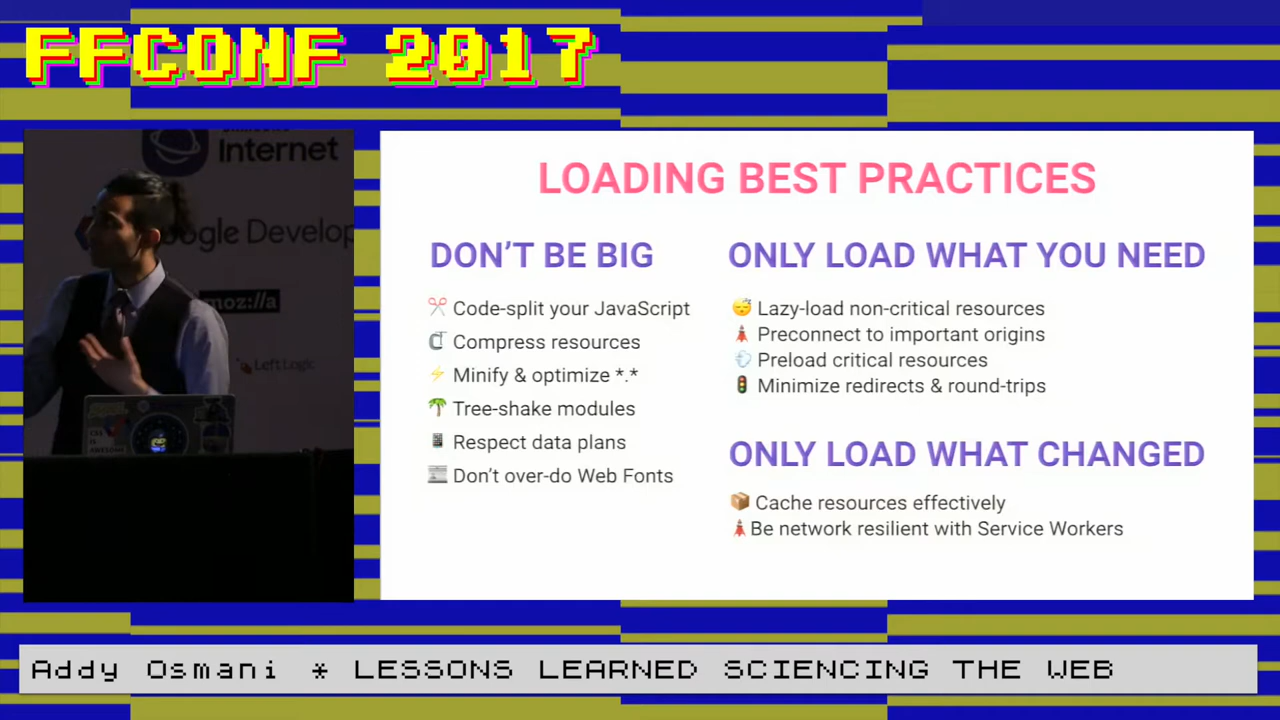 FFCONF 2017
Internet
Google Develop
moz://a
LeftLogic
LOADING BEST PRACTICES
DON'T BE BIG
Code-split your JavaScript
Compress resources
Minify & optimize *.*
Tree-shake modules
Respect data plans
Don't over-do Web Fonts
ONLY LOAD WHAT YOU NEED
Lazy-load non-critical resources
Preconnect to important origins
Preload critical resources
Minimize redirects & round-trips
ONLY LOAD WHAT CHANGED
Cache resources effectively
Be network resilient with Service Workers
Addy Osmani * LESSONS LEARNED SCIENCING THE WEB